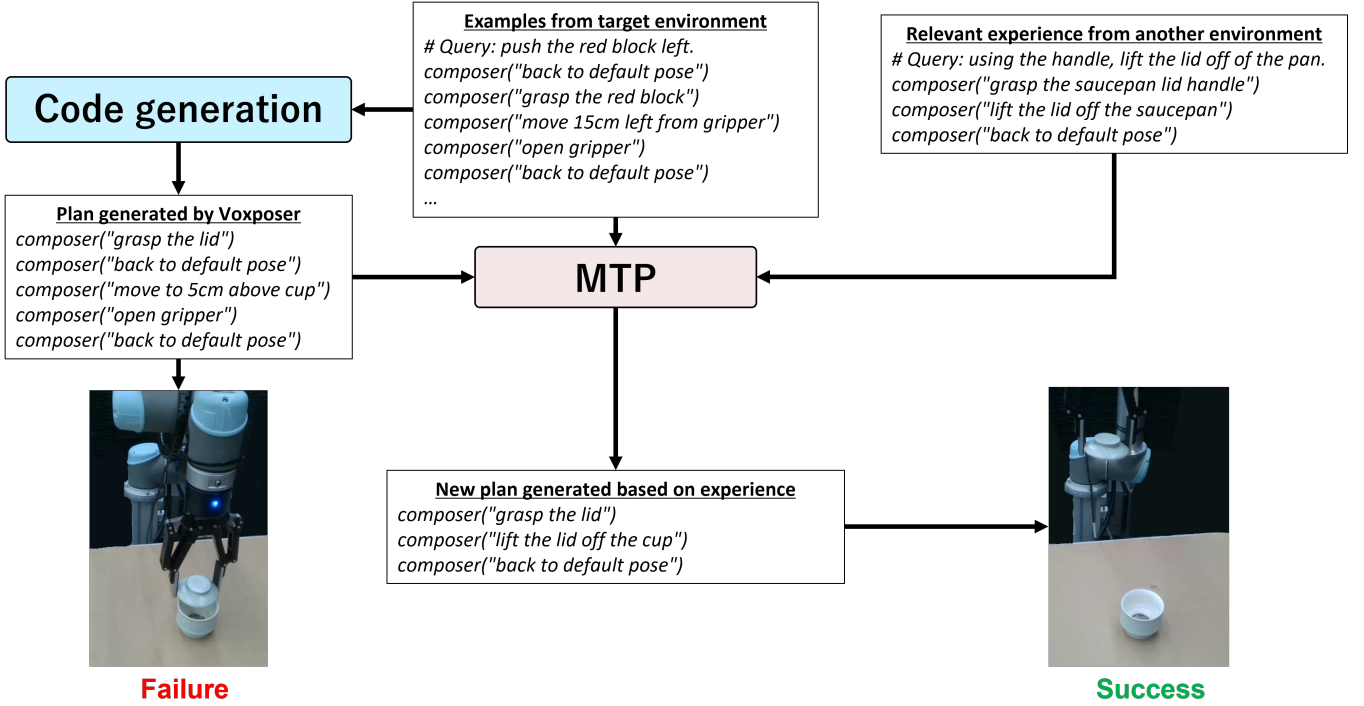 Examples from target environment
# Query: push the red block left.
composer("back to default pose")
composer("grasp the red block")
composer("move 15cm left from gripper")
composer("open gripper")
composer("back to default pose")
...
Relevant experience from another environment
# Query: using the handle, lift the lid off of the pan.
composer("grasp the saucepan lid handle")
composer("lift the lid off the saucepan")
composer("back to default pose")
Code generation
Plan generated by Voxposer
composer("grasp the lid")
composer("back to default pose")
composer("move to 5cm above cup")
composer("open gripper")
composer("back to default pose")
MTP
New plan generated based on experience
composer("grasp the lid")
composer("lift the lid off the cup")
composer("back to default pose")
Failure
Success